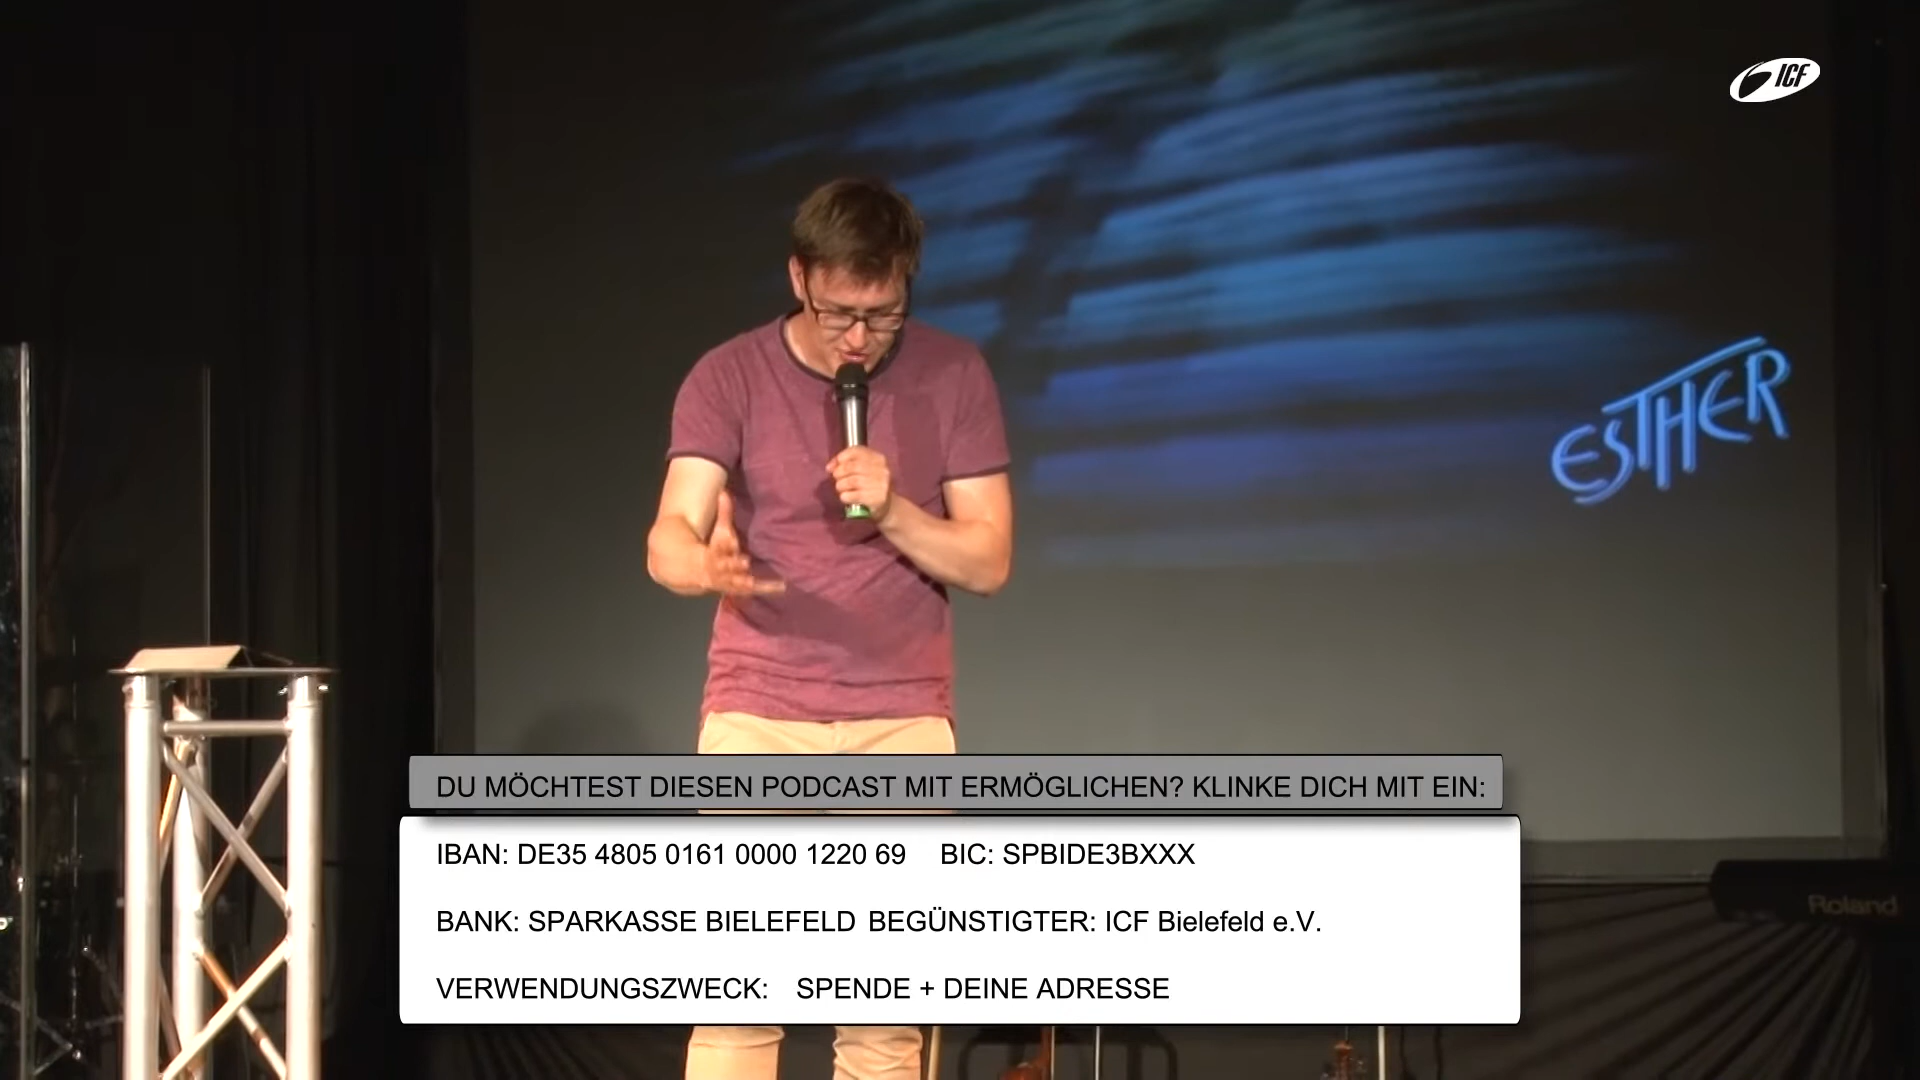 ICF
ESTHER
DU MÖCHTEST DIESEN PODCAST MIT ERMÖGLICHEN? KLINKE DICH MIT EIN:
IBAN: DE35 4805 0161 0000 1220 69 BIC: SPBIDE3BXXX
BANK: SPARKASSE BIELEFELD BEGÜNSTIGTER: ICF Bielefeld e.V.
Roland
VERWENDUNGSZWECK: SPENDE + DEINE ADRESSE